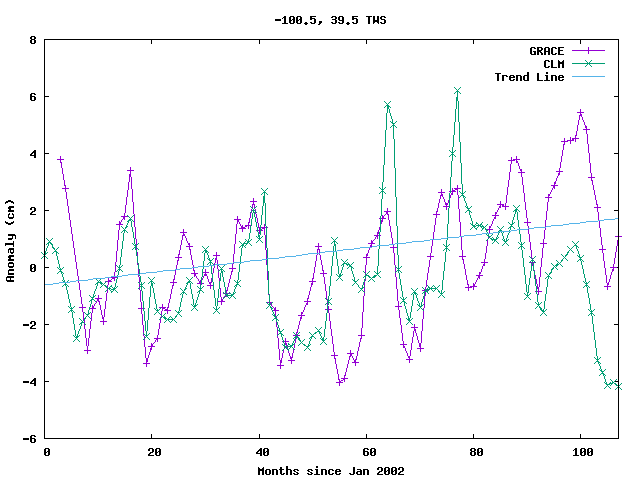 -100.5, 39.5 TWS
GRACE
CLM
Trend Line
8
6
4
2
0
-2
-4
-6
Anomaly (cm)
0 20 40 60 80 100
Months since Jan 2002